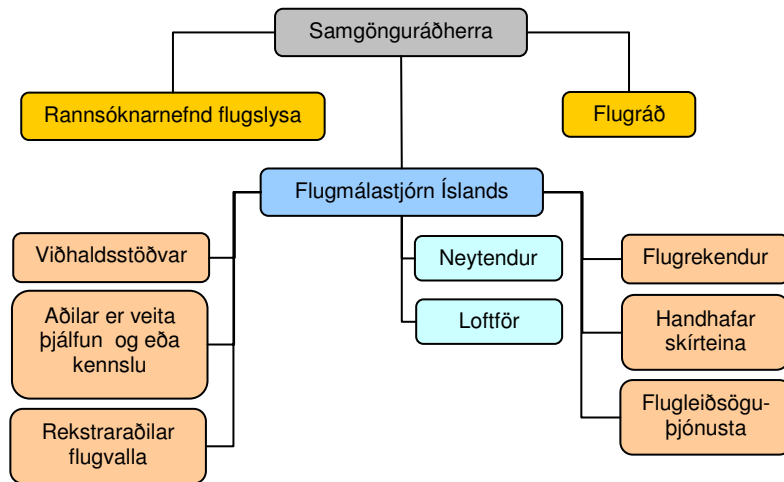 Samgönguráðherra
Rannsóknarnefnd flugslysa
Flugráð
Flugmálastjórn Íslands
Viðhaldsstöðvar
Neytendur
Flugrekendur
Aðilar er veita
þjálfun og eða
kennslu
Loftför
Handhafar
skírteina
Rekstraraðilar
flugvalla
Flugleiðsögu-
þjónusta